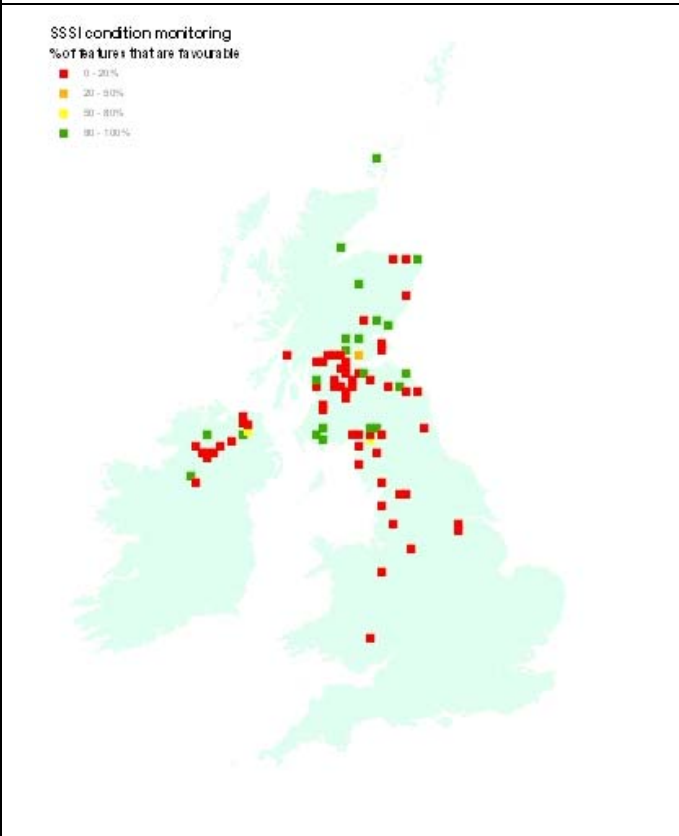 SSSI condition monitoring
% of features that are favourable
0 - 20%
20 - 50%
50 - 80%
80 - 100%